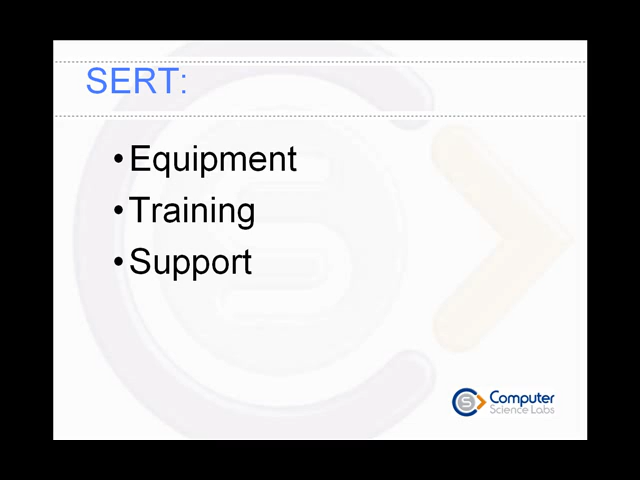 SERT:
•Equipment
•Training
•Support
Computer
Science Labs